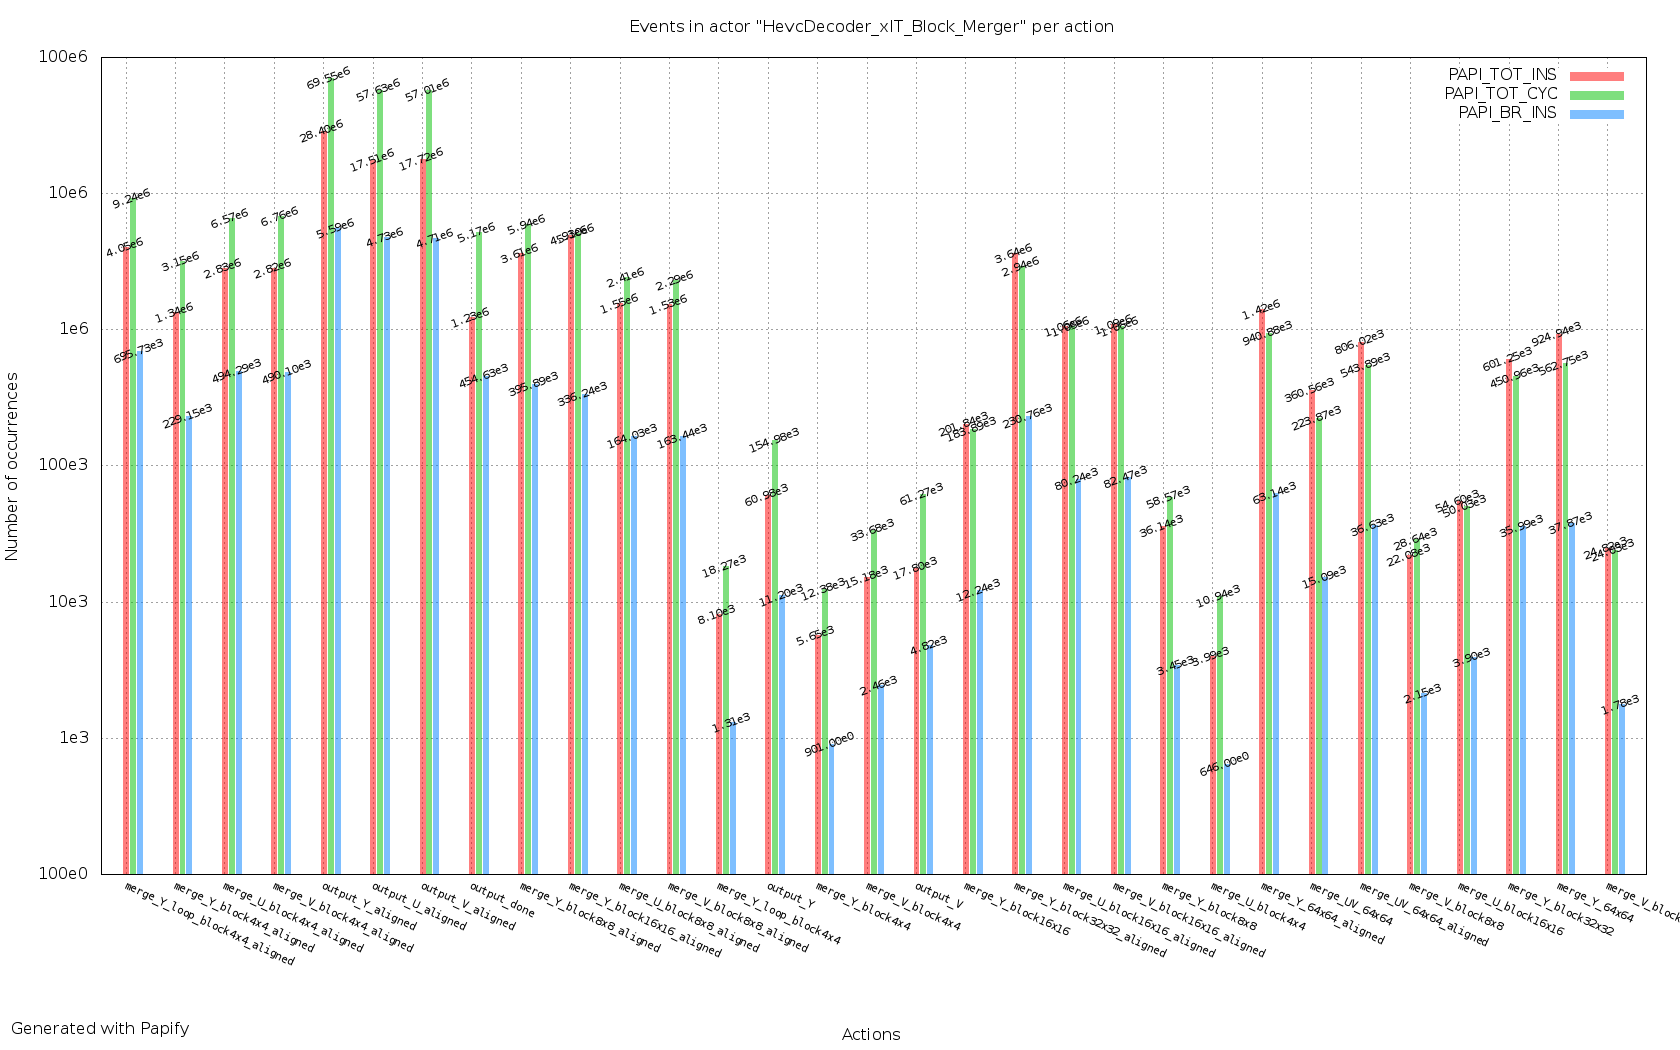 Events in actor "HevcDecoder_xIT_Block_Merger" per action
PAPI_TOT_INS
PAPI_TOT_CYC
PAPI_BR_INS
Number of occurrences
100e6
10e6
1e6
100e3
10e3
1e3
100e0
4.05e6
9.24e6
695.73e3
1.34e6
3.15e6
229.15e3
2.83e6
6.57e6
494.29e3
2.82e6
6.76e6
490.10e3
28.40e6
69.55e6
5.59e6
17.51e6
57.63e6
4.73e6
17.72e6
57.01e6
4.71e6
1.23e6
5.17e6
454.63e3
3.61e6
5.94e6
395.89e3
336.24e3
1.55e6
2.41e6
164.03e3
1.53e6
2.29e6
163.44e3
8.10e3
18.27e3
1.31e3
60.98e3
154.98e3
11.20e3
5.65e3
12.38e3
901.00e0
15.18e3
33.68e3
2.46e3
17.80e3
61.27e3
4.82e3
201.84e3
183.89e3
12.24e3
3.64e6
2.94e6
230.76e3
80.24e3
82.47e3
36.14e3
58.57e3
3.45e3
3.99e3
10.94e3
646.00e0
1.42e6
940.88e3
63.14e3
360.56e3
223.87e3
15.09e3
806.02e3
543.89e3
36.63e3
22.08e3
28.64e3
2.15e3
54.60e3
50.03e3
3.90e3
601.25e3
450.96e3
35.99e3
924.94e3
562.75e3
37.87e3
1.78e3
merge_Y_loop_block4x4_aligned
merge_Y_block4x4_aligned
merge_U_block4x4_aligned
merge_V_block4x4_aligned
output_Y_aligned
output_U_aligned
output_V_aligned
output_done
merge_Y_block8x8_aligned
merge_Y_block16x16_aligned
merge_U_block8x8_aligned
merge_V_block8x8_aligned
merge_Y_loop_block4x4
output_Y
merge_Y_block4x4
merge_V_block4x4
output_V
merge_Y_block16x16
merge_Y_block32x32_aligned
merge_U_block16x16_aligned
merge_V_block16x16_aligned
merge_Y_block8x8
merge_U_block4x4
merge_Y_64x64_aligned
merge_UV_64x64
merge_UV_64x64_aligned
merge_V_block8x8
merge_U_block16x16
merge_Y_block32x32
merge_Y_64x64
merge_V_block
Actions
Generated with Papify